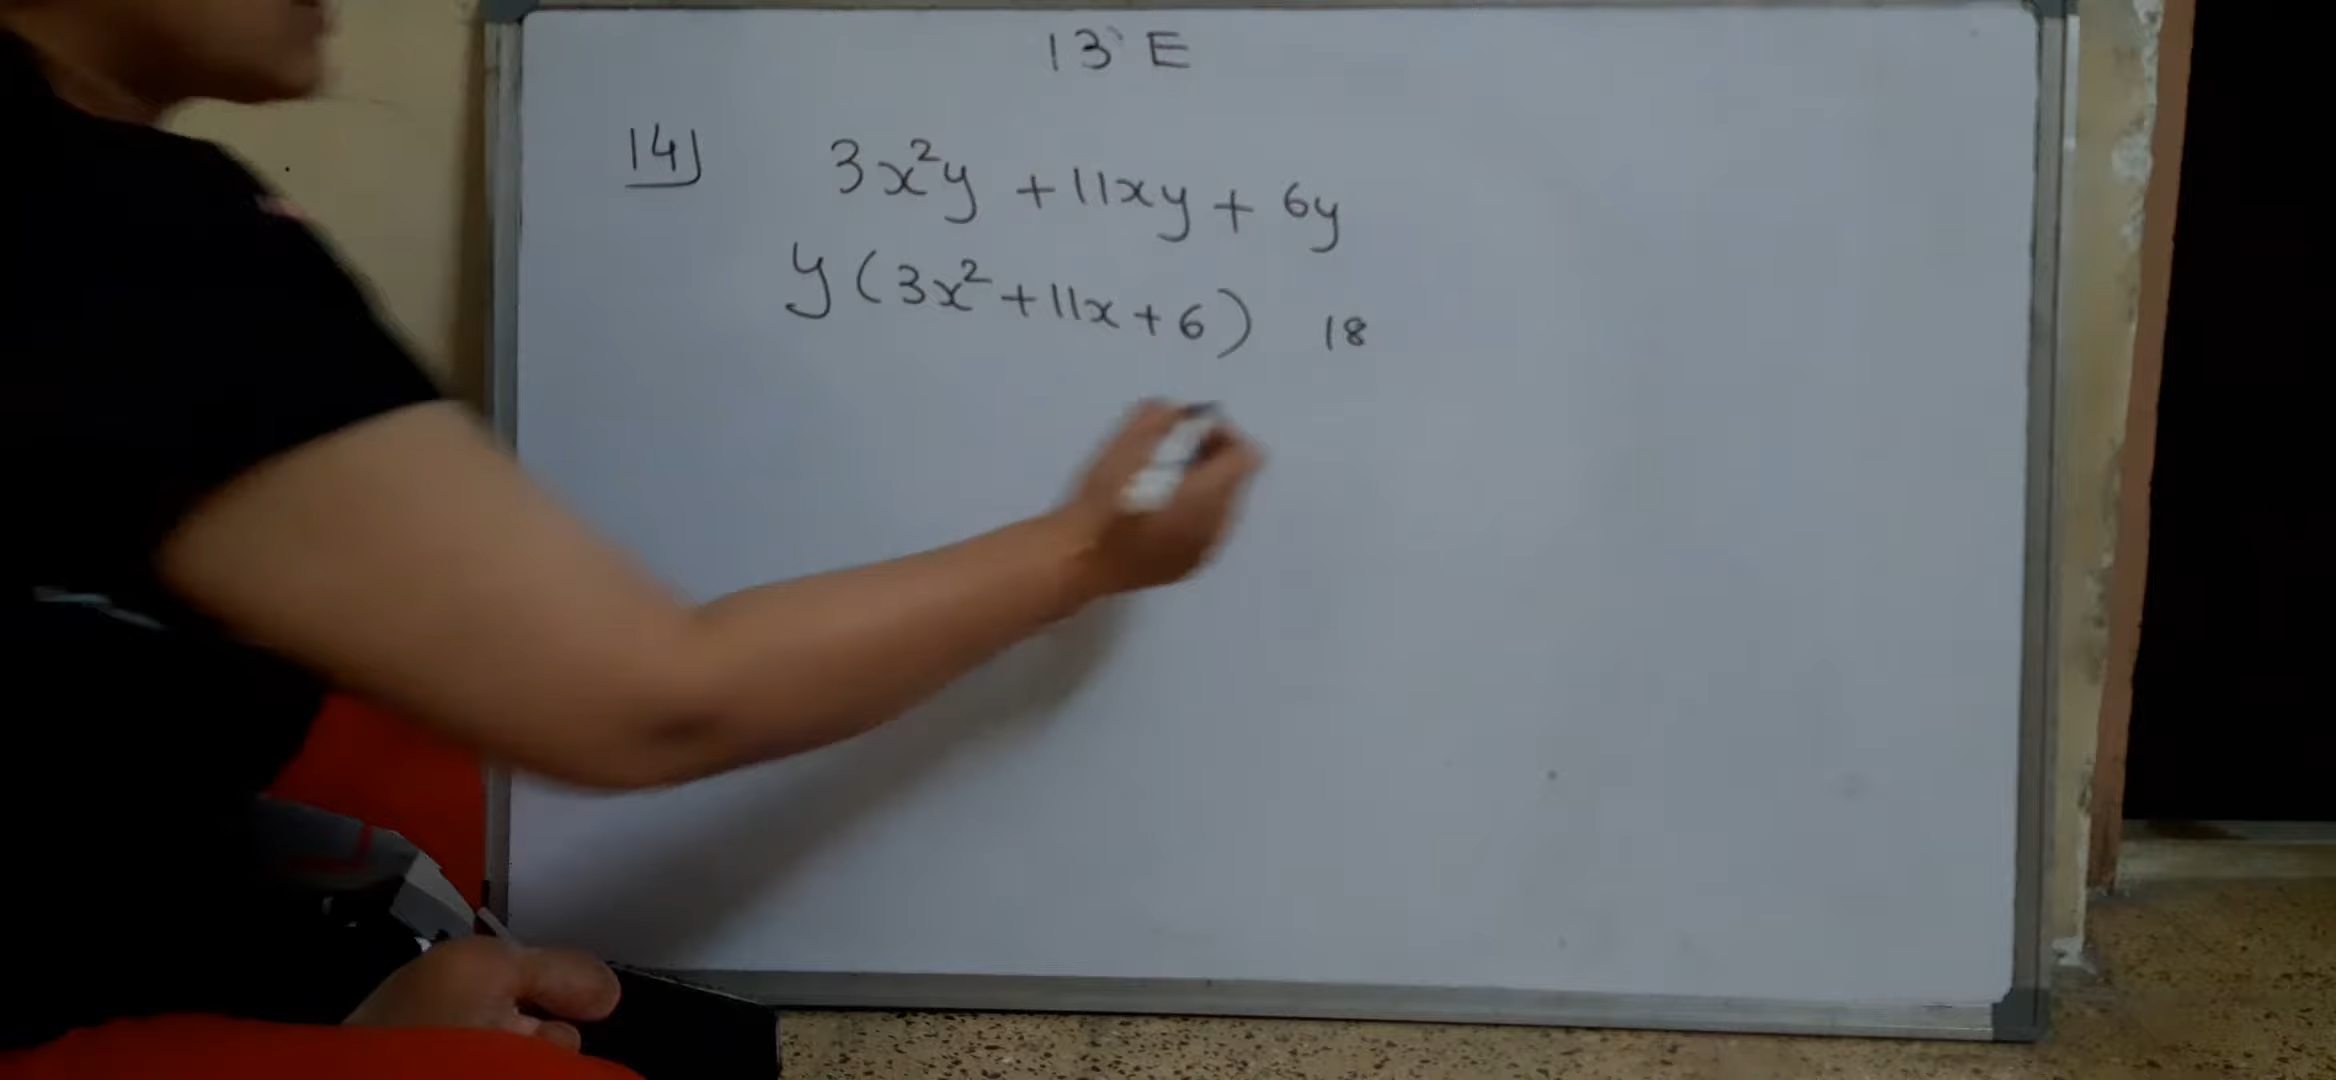 13 E
14) 3x²y + 11xy + 6y
y (3x² + 11x + 6) 18